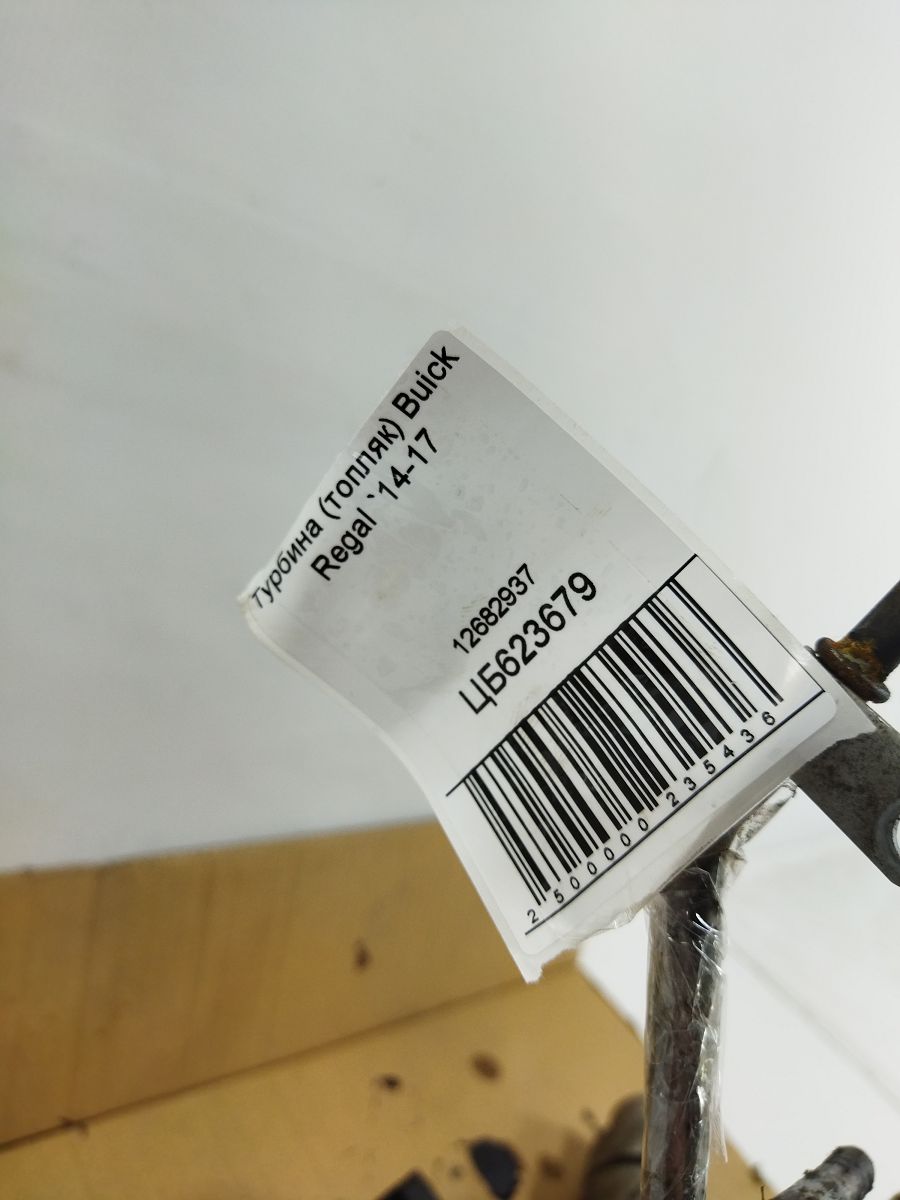 Турбина (топляк) Buick
Regal `14-17
12682937
ЦБ623679
2500000235436